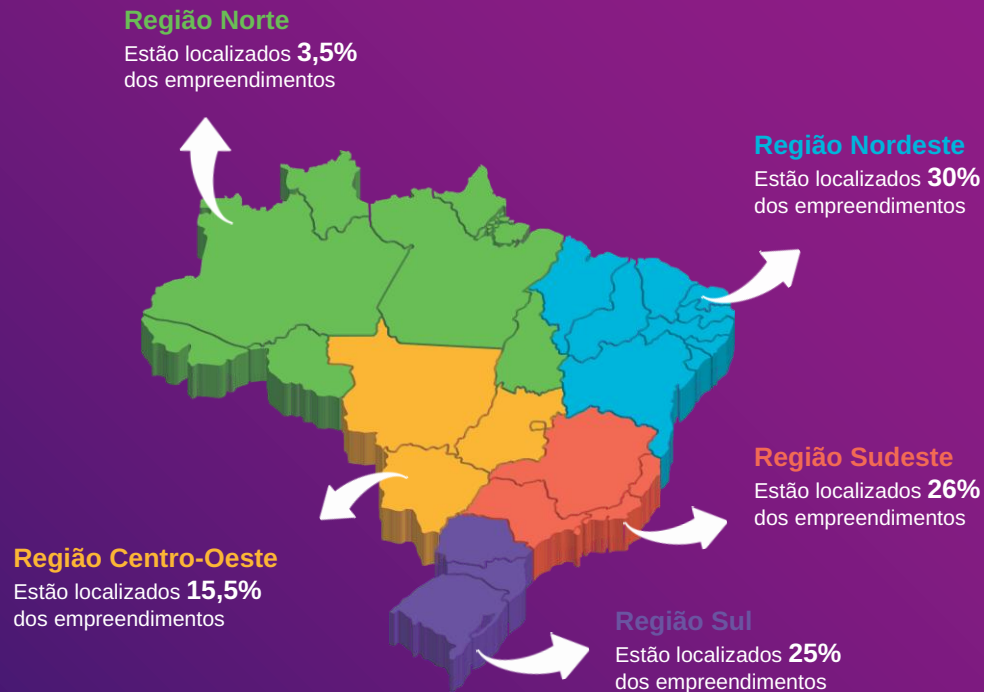 Região Norte
Estão localizados 3,5%
dos empreendimentos
Região Nordeste
Estão localizados 30%
dos empreendimentos
Região Sudeste
Estão localizados 26%
dos empreendimentos
Região Centro-Oeste
Estão localizados 15,5%
dos empreendimentos
Região Sul
Estão localizados 25%
dos empreendimentos